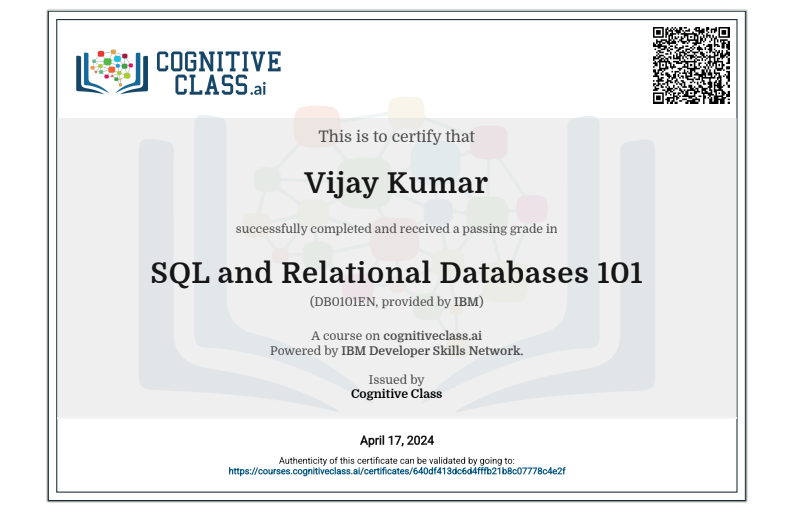 COGNITIVE
CLASS.ai
This is to certify that
Vijay Kumar
successfully completed and received a passing grade in
SQL and Relational Databases 101
(DB0101EN, provided by IBM)
A course on cognitiveclass.ai
Powered by IBM Developer Skills Network.
Issued by
Cognitive Class
April 17, 2024
Authenticity of this certificate can be validated by going to:
https://courses.cognitiveclass.ai/certificates/640df413dc6d4fffb21b8c07778c4e2f